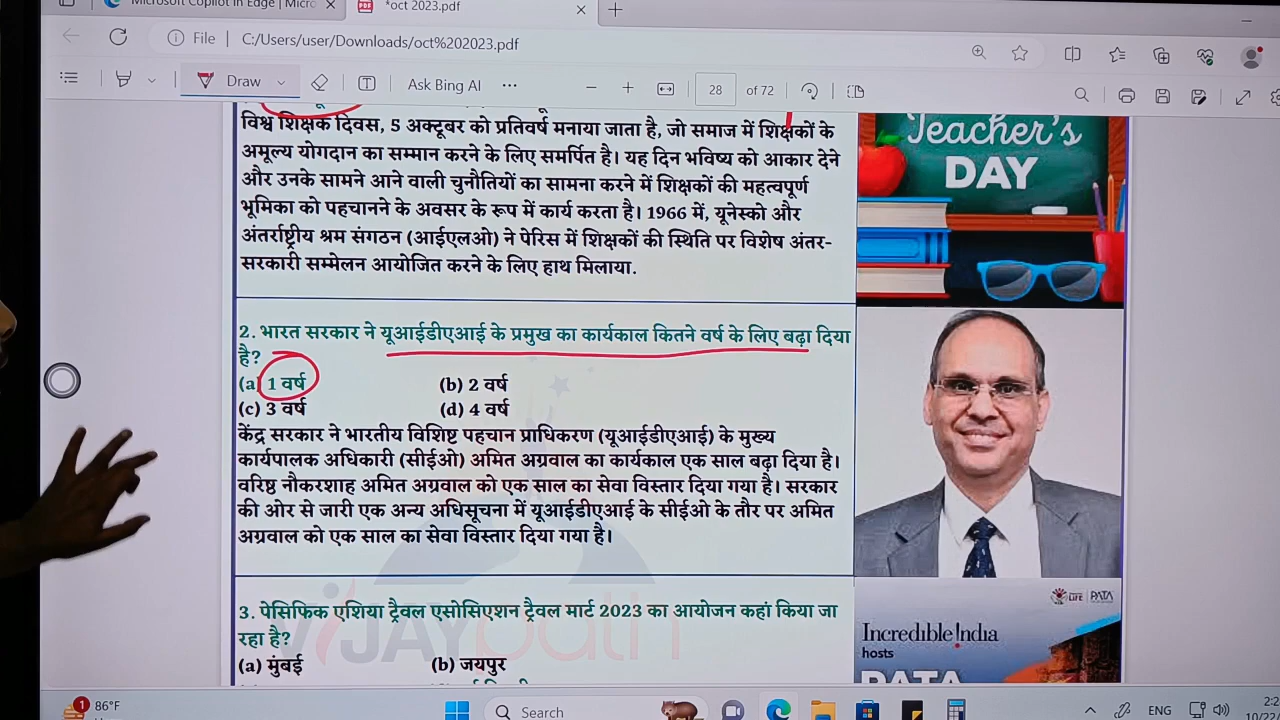 Microsoft Copilot in Edge | Micro
*oct 2023.pdf
File | C:/Users/user/Downloads/oct%202023.pdf
Draw
Ask Bing AI
28 of 72
विश्व शिक्षक दिवस, 5 अक्टूबर को प्रतिवर्ष मनाया जाता है, जो समाज में शिक्षकों के
अमूल्य योगदान का सम्मान करने के लिए समर्पित है। यह दिन भविष्य को आकार देने
और उनके सामने आने वाली चुनौतियों का सामना करने में शिक्षकों की महत्वपूर्ण
भूमिका को पहचानने के अवसर के रूप में कार्य करता है। 1966 में, यूनेस्को और
अंतर्राष्ट्रीय श्रम संगठन (आईएलओ) ने पेरिस में शिक्षकों की स्थिति पर विशेष अंतर-
सरकारी सम्मेलन आयोजित करने के लिए हाथ मिलाया.
Teacher's
DAY
2. भारत सरकार ने यूआईडीएआई के प्रमुख का कार्यकाल कितने वर्ष के लिए बढ़ा दिया
है?
(a) 1 वर्ष (b) 2 वर्ष
(c) 3 वर्ष (d) 4 वर्ष
केंद्र सरकार ने भारतीय विशिष्ट पहचान प्राधिकरण (यूआईडीएआई) के मुख्य
कार्यपालक अधिकारी (सीईओ) अमित अग्रवाल का कार्यकाल एक साल बढ़ा दिया है।
वरिष्ठ नौकरशाह अमित अग्रवाल को एक साल का सेवा विस्तार दिया गया है। सरकार
की ओर से जारी एक अन्य अधिसूचना में यूआईडीएआई के सीईओ के तौर पर अमित
अग्रवाल को एक साल का सेवा विस्तार दिया गया है।
3. पेसिफिक एशिया ट्रैवल एसोसिएशन ट्रैवल मार्ट 2023 का आयोजन कहां किया जा
रहा है?
(a) मुंबई (b) जयपुर
VIJAYpath
LIFE PATA
Incredible India
hosts
PATA
1
86°F
Search
ENG